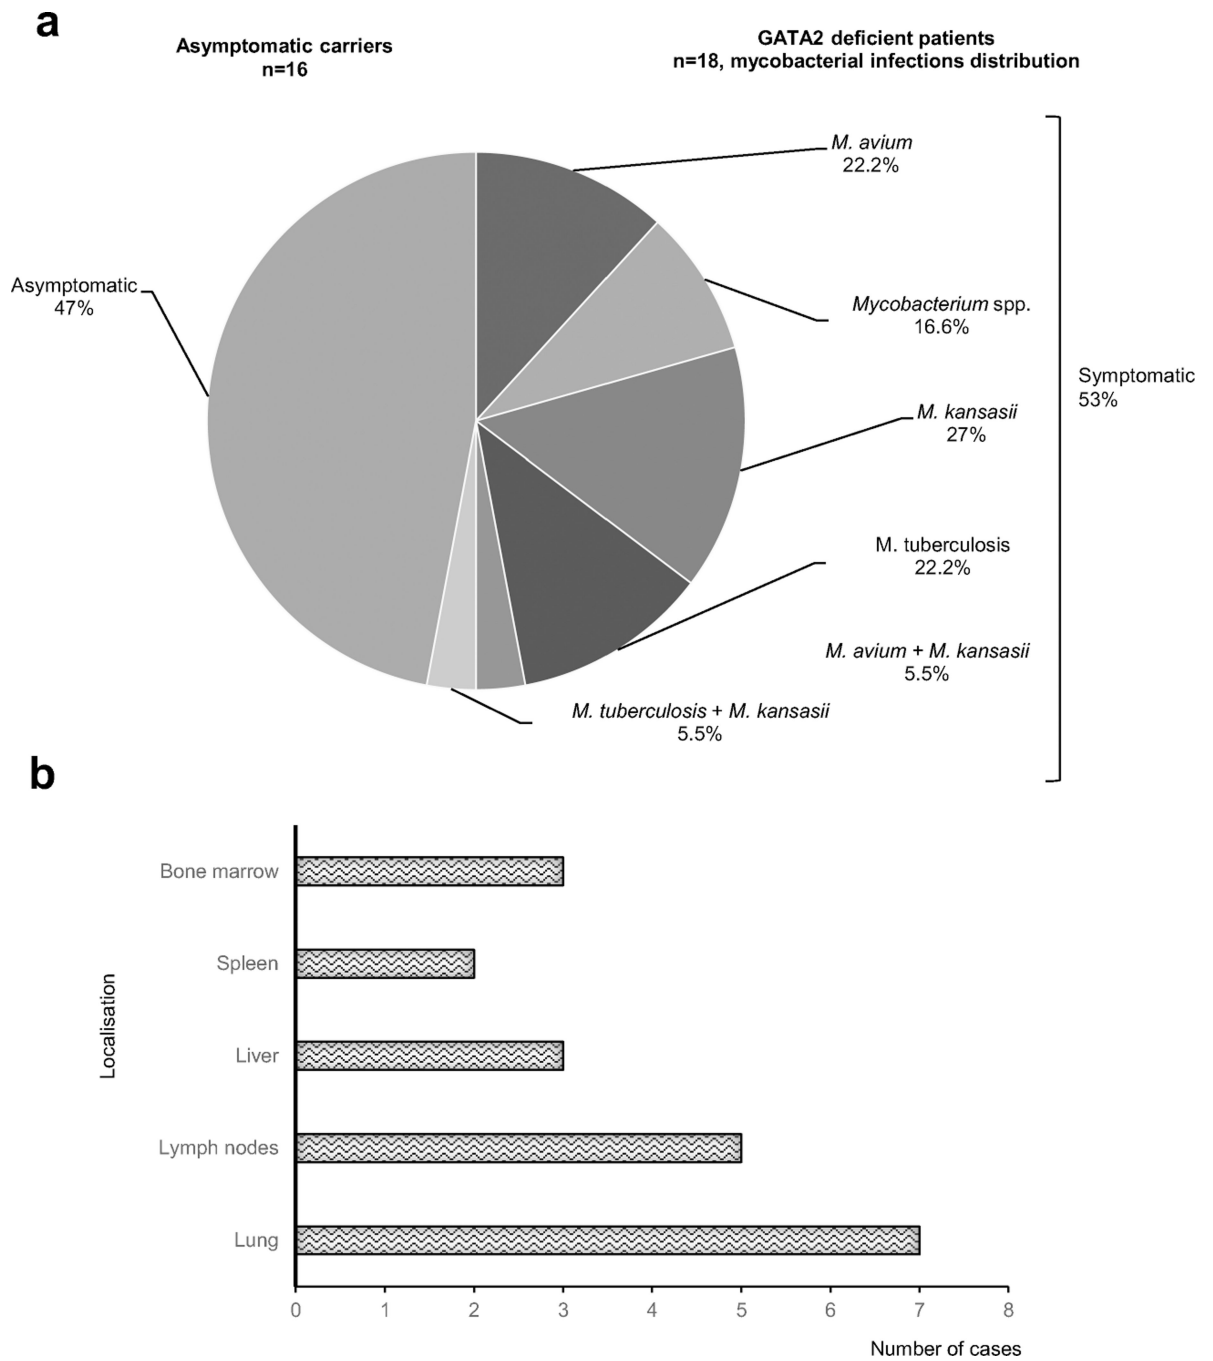 a
Asymptomatic carriers
n=16
GATA2 deficient patients
n=18, mycobacterial infections distribution
M. avium
22.2%
Asymptomatic
47%
Mycobacterium spp.
16.6%
Symptomatic
53%
M. kansasii
27%
M. tuberculosis
22.2%
M. avium + M. kansasii
5.5%
M. tuberculosis + M. kansasii
5.5%
b
Localisation
Bone marrow
Spleen
Liver
Lymph nodes
Lung
0 1 2 3 4 5 6 7 8
Number of cases